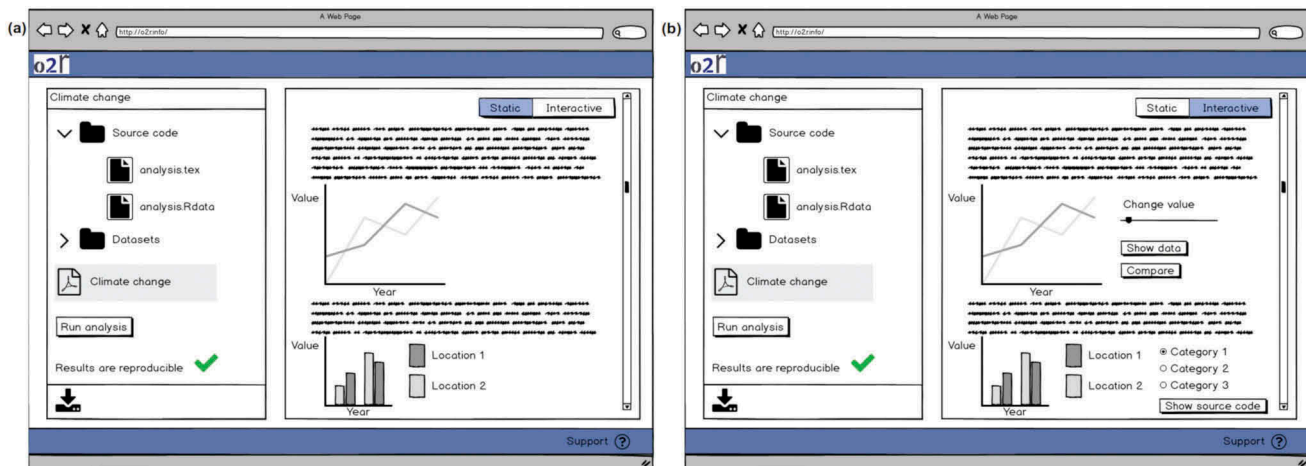 (a)
A Web Page
http://o2r.info/
o2r
Climate change
Source code
analysis.tex
analysis.Rdata
Datasets
Climate change
Run analysis
Results are reproducible
Static Interactive
Value
Year
Value
Location 1
Location 2
Year
Support ?
(b)
A Web Page
http://o2r.info/
o2r
Climate change
Source code
analysis.tex
analysis.Rdata
Datasets
Climate change
Run analysis
Results are reproducible
Static Interactive
Value
Year
Change value
Show data
Compare
Value
Location 1
Location 2
Year
Category 1
Category 2
Category 3
Show source code
Support ?